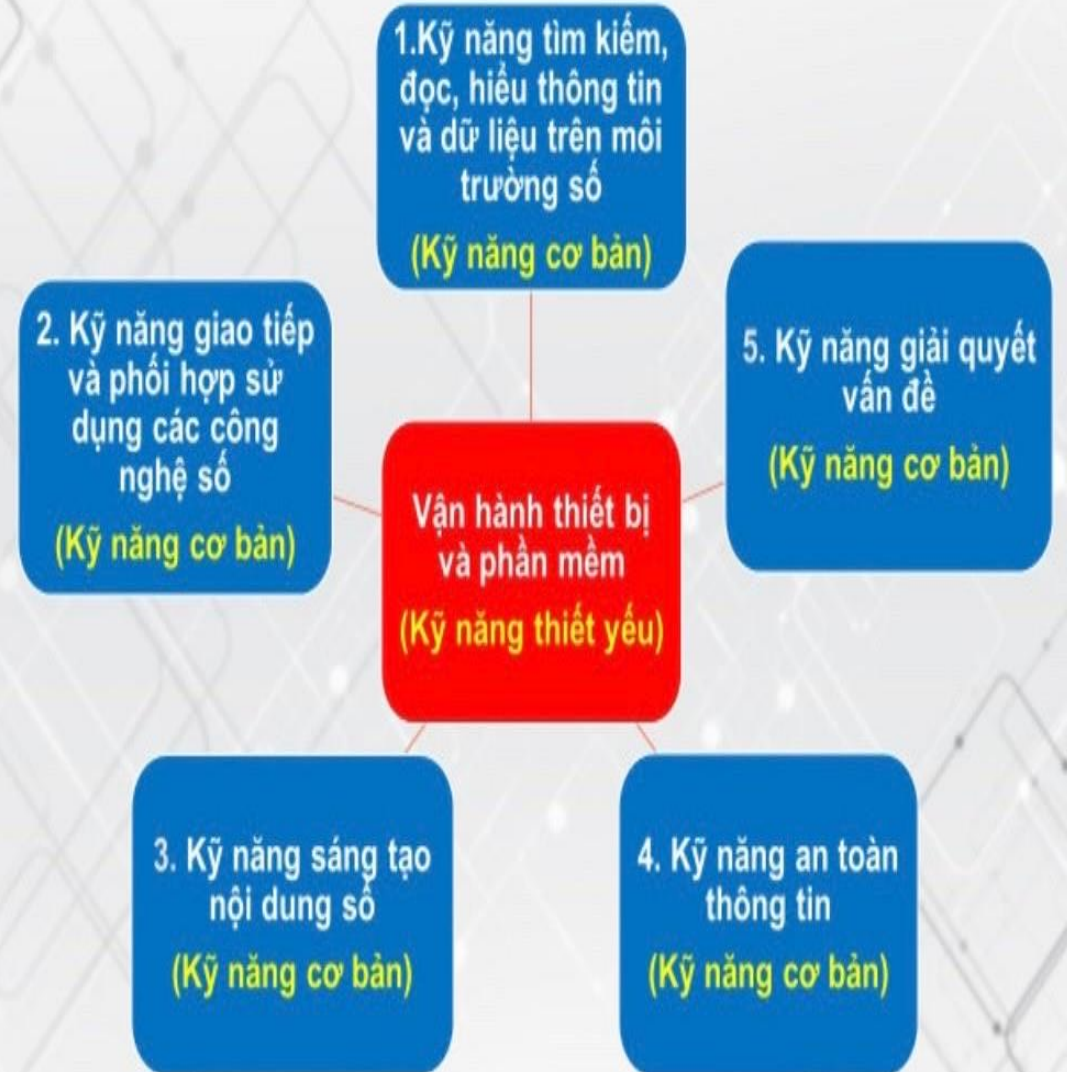 1.Kỹ năng tìm kiếm,
đọc, hiểu thông tin
và dữ liệu trên môi
trường số
(Kỹ năng cơ bản)
2. Kỹ năng giao tiếp
và phối hợp sử
dụng các công
nghệ số
(Kỹ năng cơ bản)
5. Kỹ năng giải quyết
vấn đề
(Kỹ năng cơ bản)
Vận hành thiết bị
và phần mềm
(Kỹ năng thiết yếu)
3. Kỹ năng sáng tạo
nội dung số
(Kỹ năng cơ bản)
4. Kỹ năng an toàn
thông tin
(Kỹ năng cơ bản)